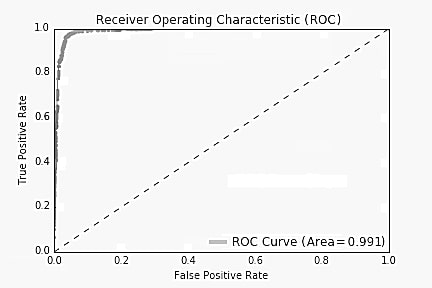 Receiver Operating Characteristic (ROC)
1.0
0.8
0.6
0.4
0.2
0.0
True Positive Rate
ROC Curve (Area=0.991)
0.0 0.2 0.4 0.6 0.8 1.0
False Positive Rate